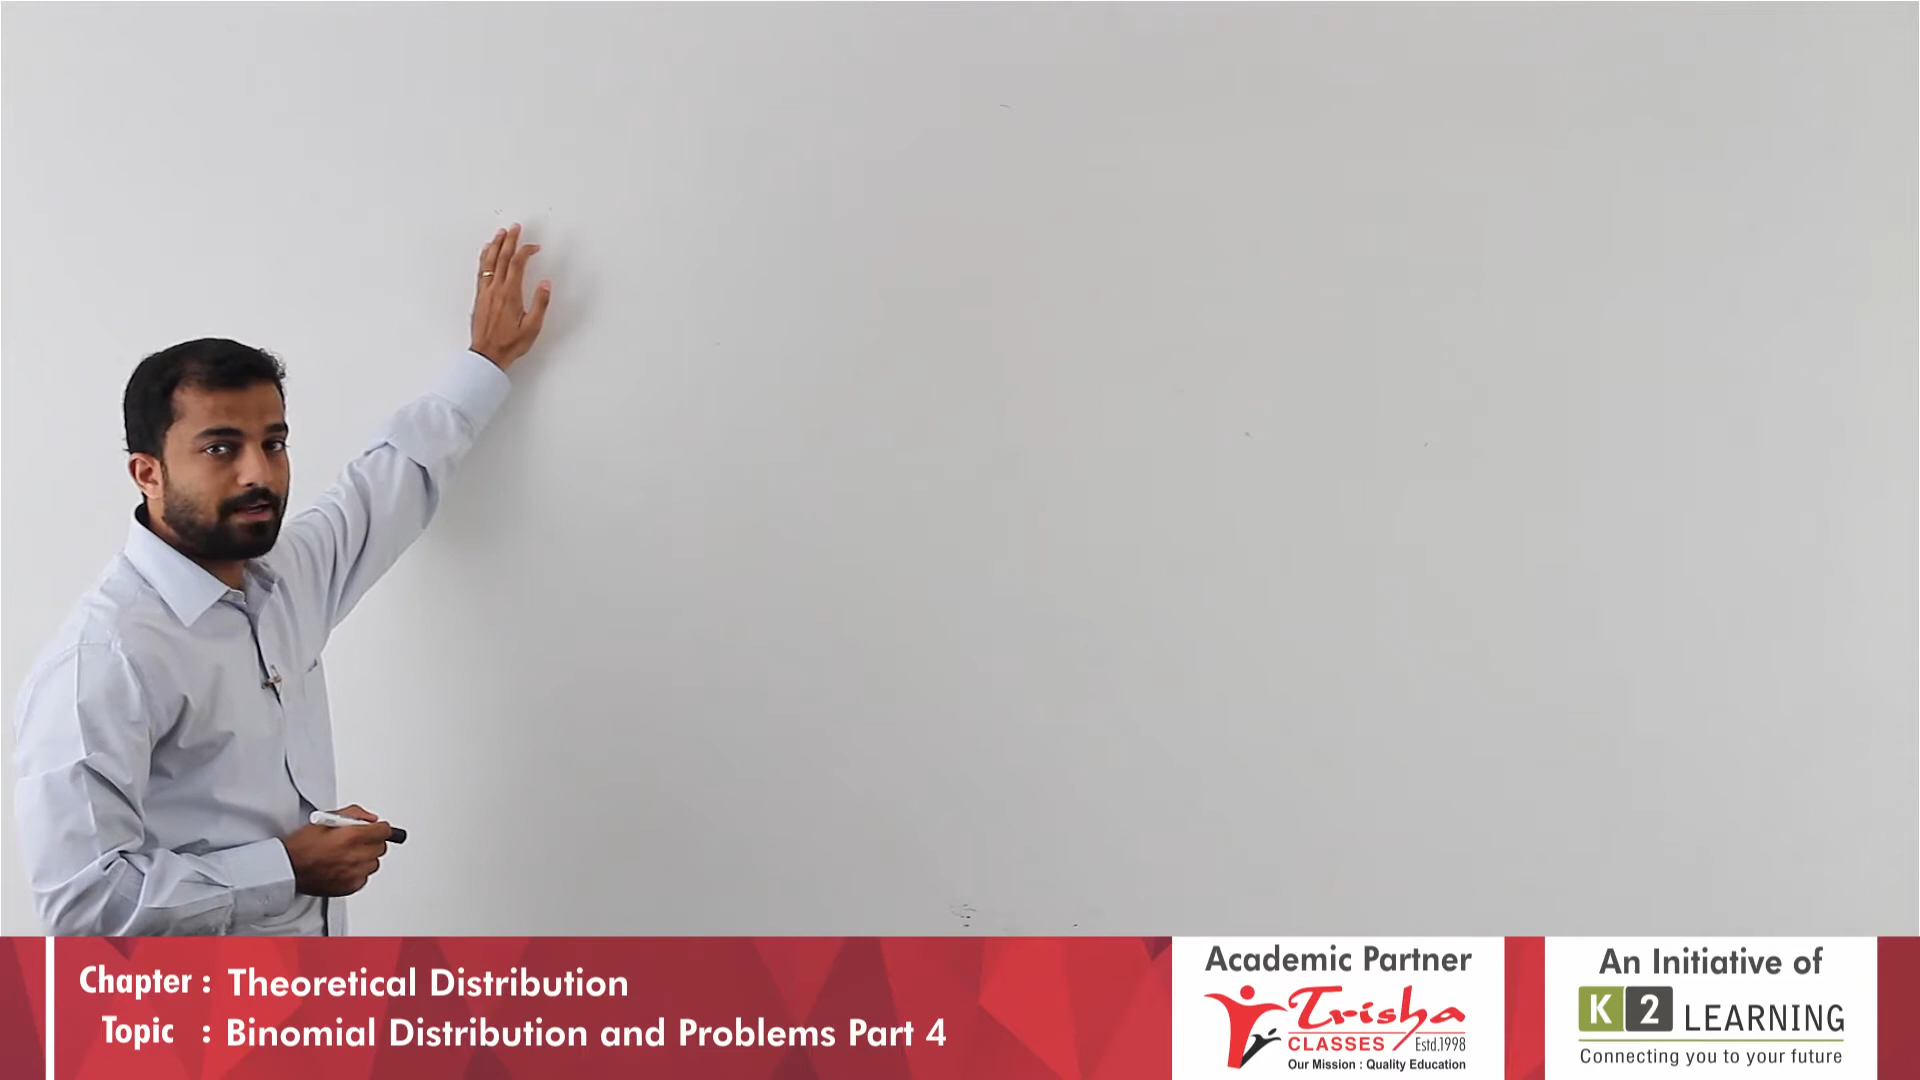 Chapter : Theoretical Distribution
Topic : Binomial Distribution and Problems Part 4
Academic Partner
Trisha
CLASSES Estd.1998
Our Mission : Quality Education
An Initiative of
K2 LEARNING
Connecting you to your future